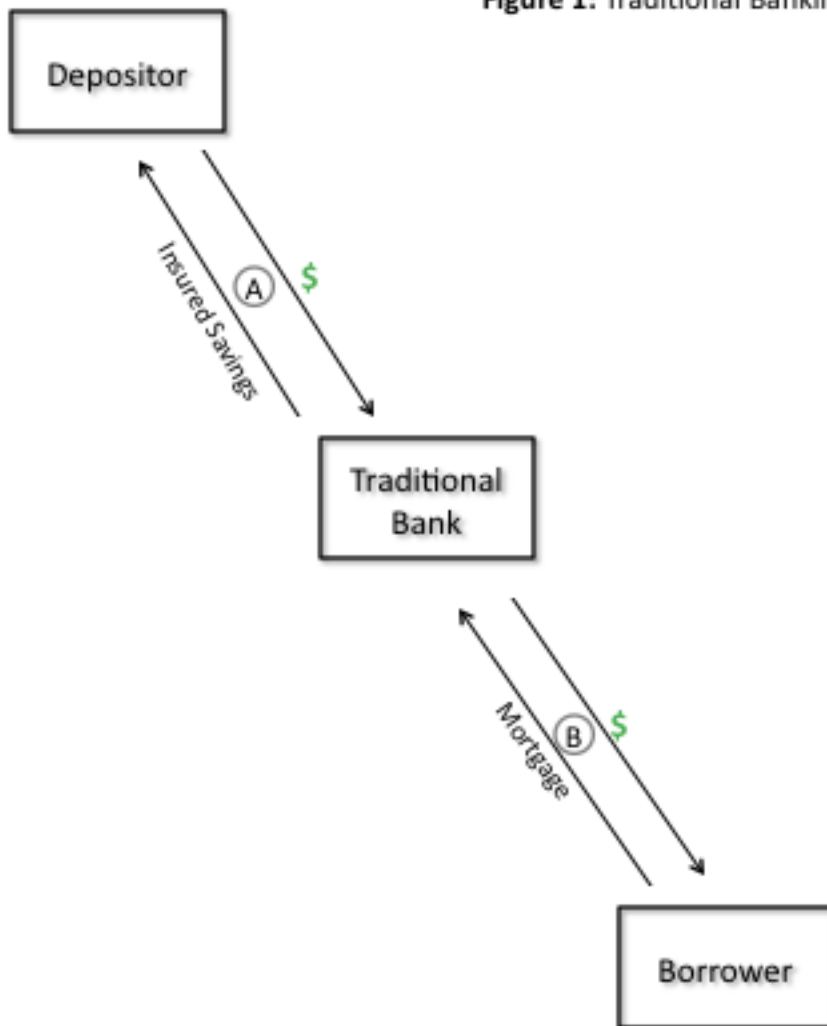 Figure 1: Traditional Banki
Depositor
A
$
Insured Savings
Traditional
Bank
B
$
Mortgage
Borrower